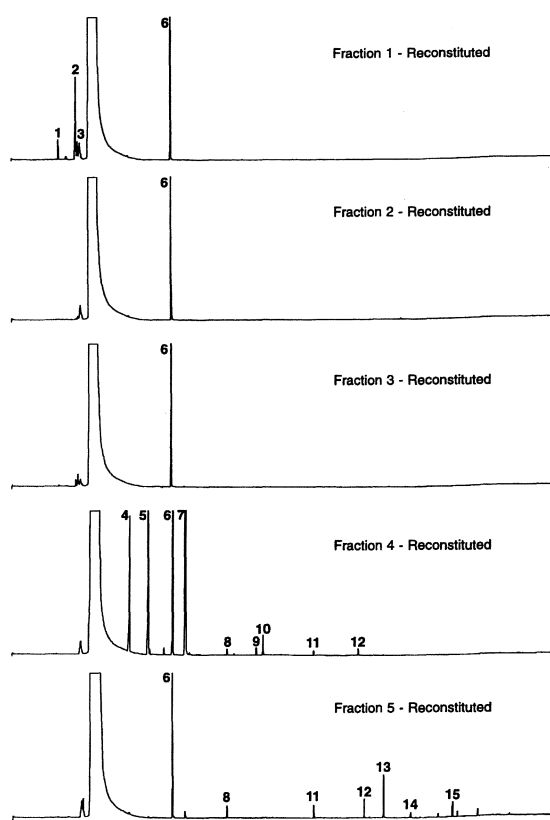 6
Fraction 1 - Reconstituted
2
1 3
6
Fraction 2 - Reconstituted
6
Fraction 3 - Reconstituted
4 5 6 7
Fraction 4 - Reconstituted
8 9 10 11 12
6
Fraction 5 - Reconstituted
8 11 12 13 14 15